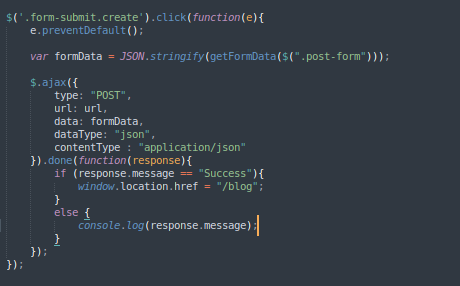 $('.form-submit.create').click(function(e){
    e.preventDefault();

    var formData = JSON.stringify(getFormData($(".post-form")));

    $.ajax({
        type: "POST",
        url: url,
        data: formData,
        dataType: "json",
        contentType : "application/json"
    }).done(function(response){
        if (response.message == "Success"){
            window.location.href = "/blog";
        }
        else {
            console.log(response.message);
        }
    });
});